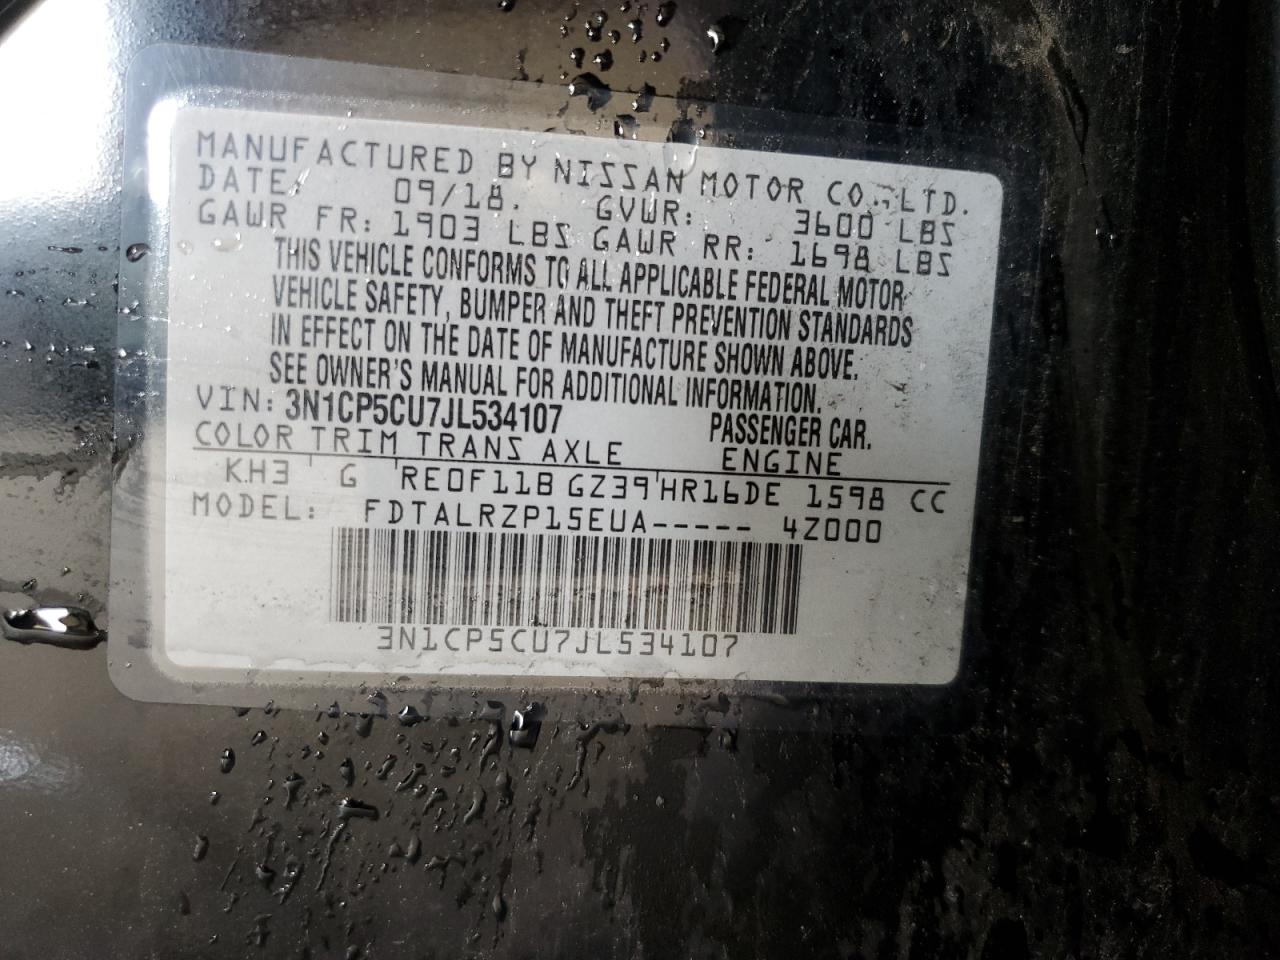 MANUFACTURED BY NISSAN MOTOR CO.,LTD.
DATE: 09/18. GVWR: 3600 LBS
GAWR FR: 1903 LBS GAWR RR: 1698 LBS
THIS VEHICLE CONFORMS TO ALL APPLICABLE FEDERAL MOTOR
VEHICLE SAFETY, BUMPER AND THEFT PREVENTION STANDARDS
IN EFFECT ON THE DATE OF MANUFACTURE SHOWN ABOVE.
SEE OWNER'S MANUAL FOR ADDITIONAL INFORMATION.
VIN: 3N1CP5CU7JL534107 PASSENGER CAR.
COLOR TRIM TRANS AXLE ENGINE
KH3 G RE0F11B GZ39 HR16DE 1598 CC
MODEL: FDTALRZP15EUA----- 4Z000
3N1CP5CU7JL534107